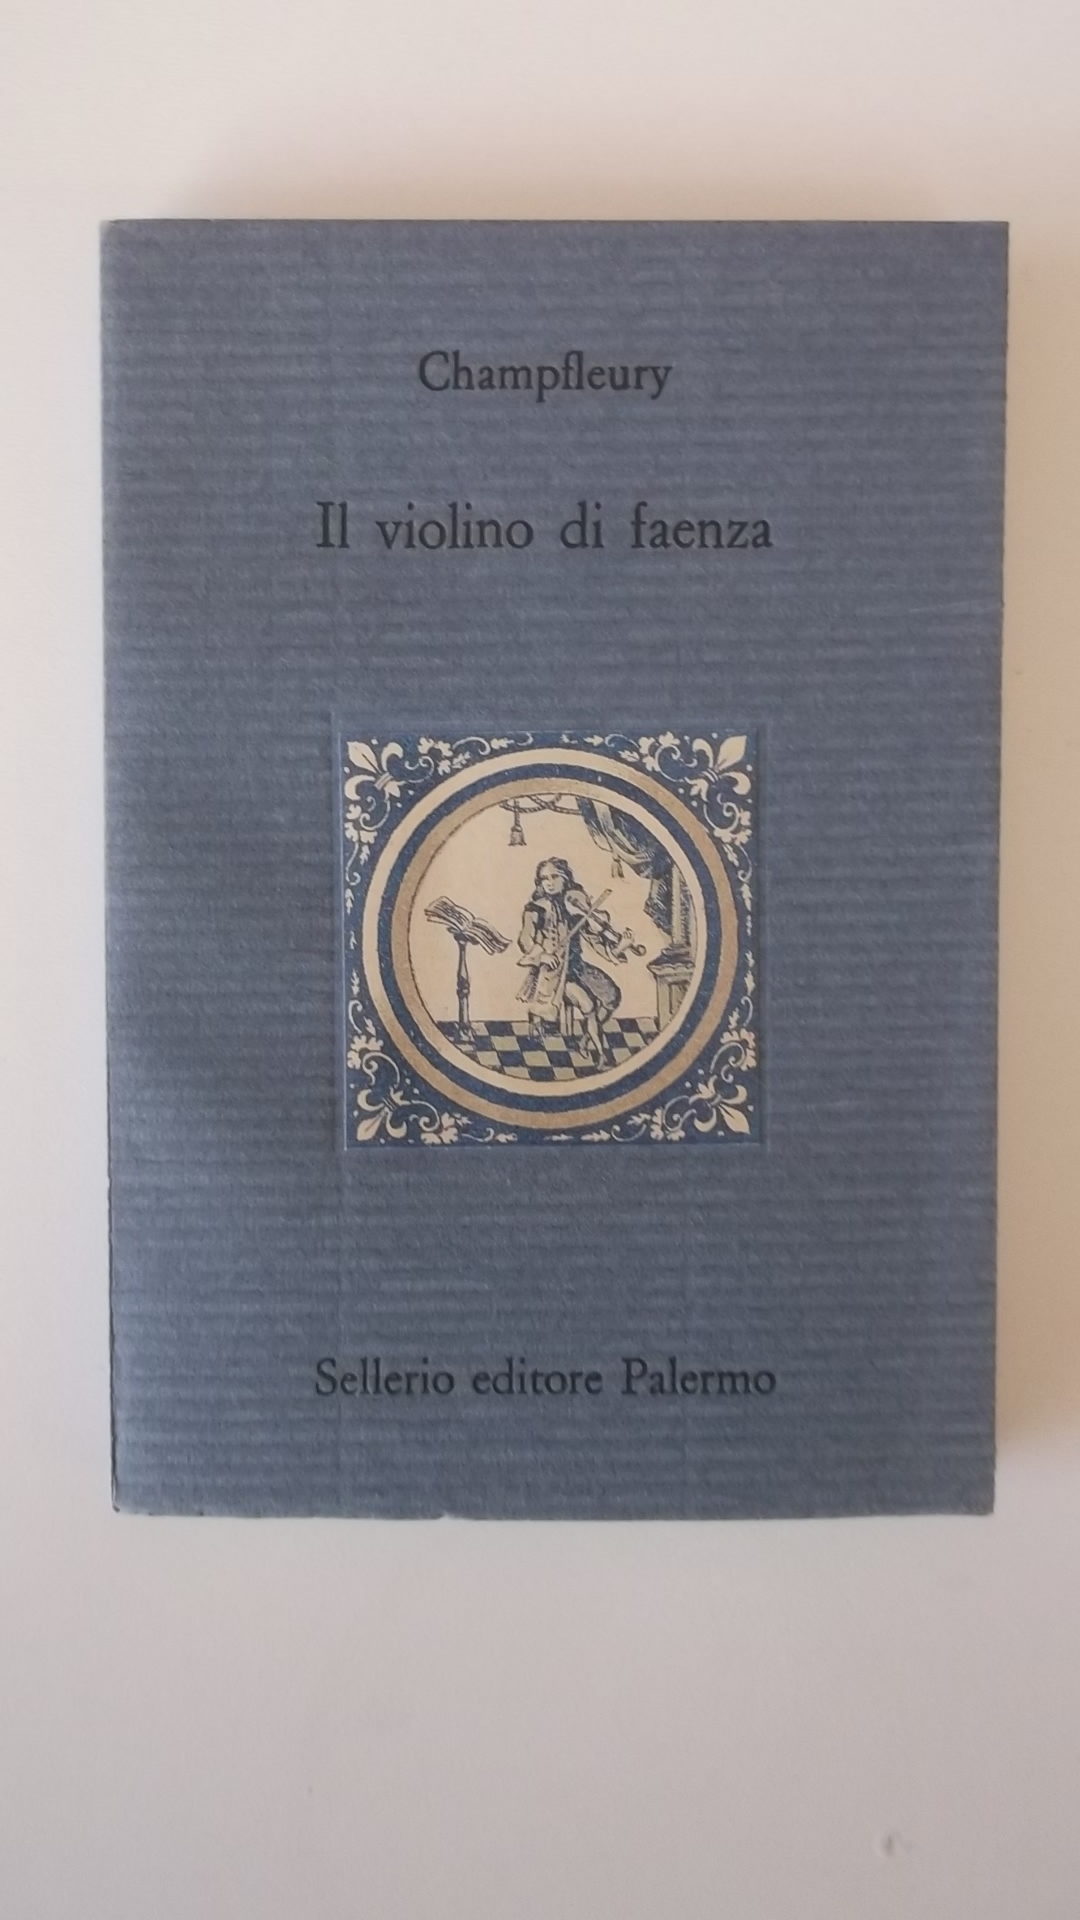 Champfleury
Il violino di faenza
Sellerio editore Palermo